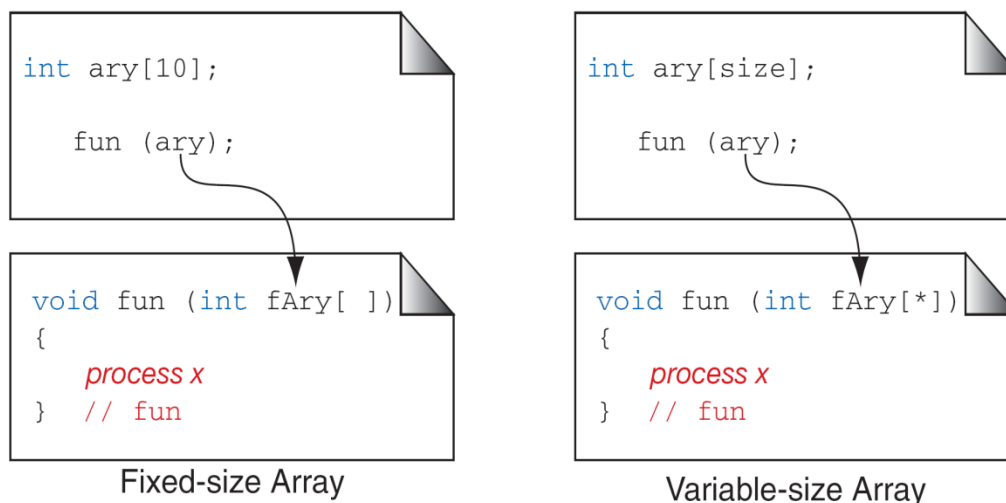 int ary[10];
fun (ary);
void fun (int fAry[ ])
{
process x
} // fun
Fixed-size Array
int ary[size];
fun (ary);
void fun (int fAry[*])
{
process x
} // fun
Variable-size Array